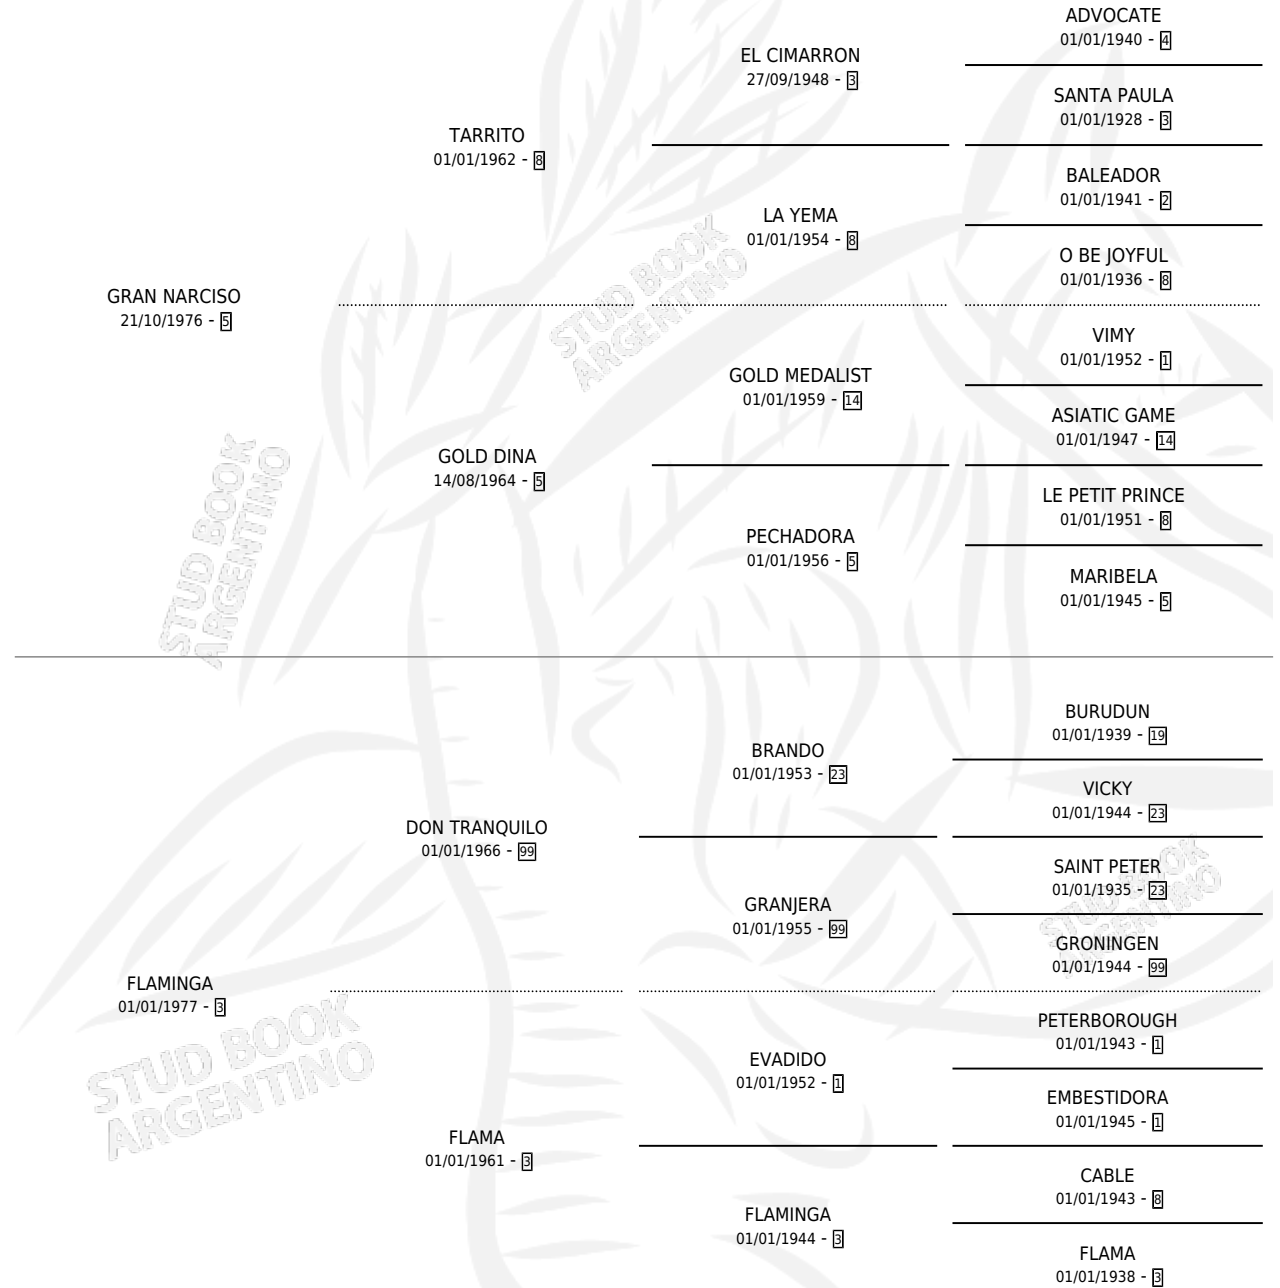 ADVOCATE
01/01/1940 - 4
EL CIMARRON
27/09/1948 - 3
SANTA PAULA
01/01/1928 - 3
TARRITO
01/01/1962 - 8
BALEADOR
01/01/1941 - 2
LA YEMA
01/01/1954 - 8
O BE JOYFUL
01/01/1936 - 8
GRAN NARCISO
21/10/1976 - 5
VIMY
01/01/1952 - 1
GOLD MEDALIST
01/01/1959 - 14
ASIATIC GAME
01/01/1947 - 14
GOLD DINA
14/08/1964 - 5
LE PETIT PRINCE
01/01/1951 - 8
PECHADORA
01/01/1956 - 5
MARIBELA
01/01/1945 - 5
BURUDUN
01/01/1939 - 19
BRANDO
01/01/1953 - 23
VICKY
01/01/1944 - 23
DON TRANQUILO
01/01/1966 - 99
SAINT PETER
01/01/1935 - 23
GRANJERA
01/01/1955 - 99
GRONINGEN
01/01/1944 - 99
FLAMINGA
01/01/1977 - 3
PETERBOROUGH
01/01/1943 - 1
EVADIDO
01/01/1952 - 1
EMBESTIDORA
01/01/1945 - 1
FLAMA
01/01/1961 - 3
CABLE
01/01/1943 - 8
FLAMINGA
01/01/1944 - 3
FLAMA
01/01/1938 - 3
STUD BOOK
ARGENTINO
STUD BOOK
ARGENTINO
STUD BOOK
ARGENTINO
STUD BOOK
ARGENTINO